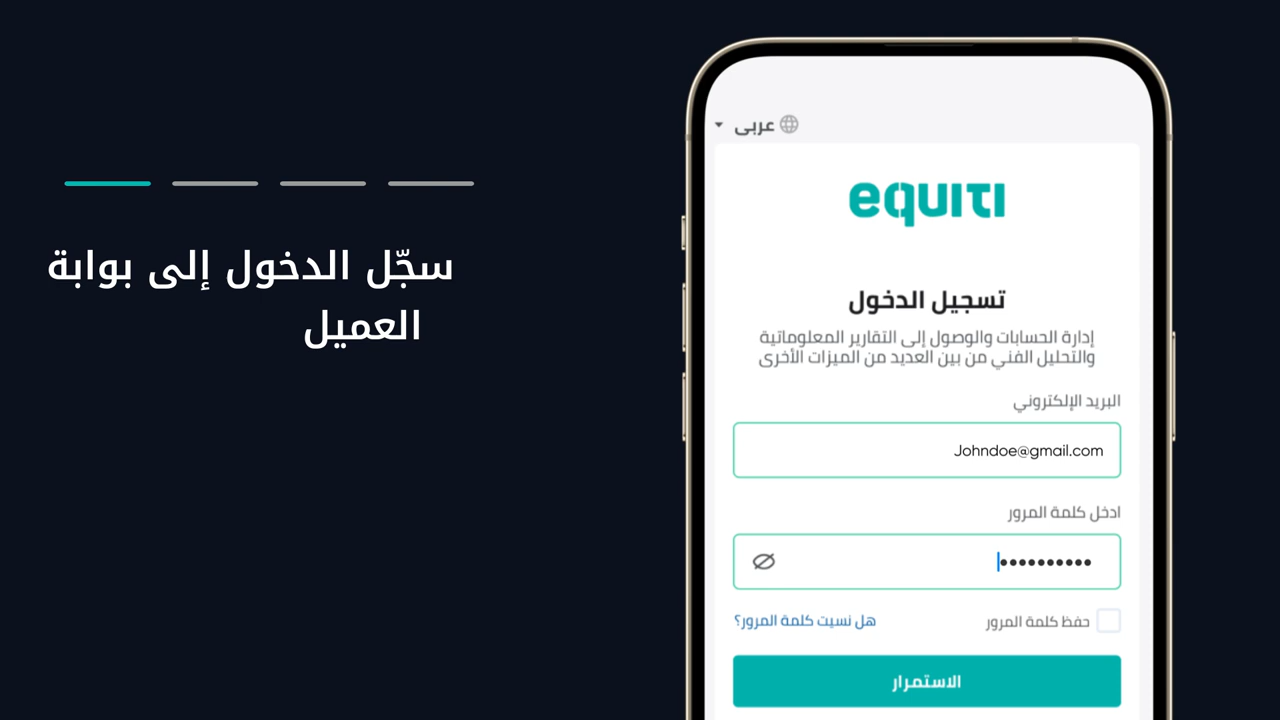 سجّل الدخول إلى بوابة
العميل
عربى
equiti
تسجيل الدخول
إدارة الحسابات والوصول إلى التقارير المعلوماتية
والتحليل الفني من بين العديد من الميزات الأخرى
البريد الإلكتروني
Johndoe@gmail.com
ادخل كلمة المرور
••••••••••
حفظ كلمة المرور
هل نسيت كلمة المرور؟
الاستمرار